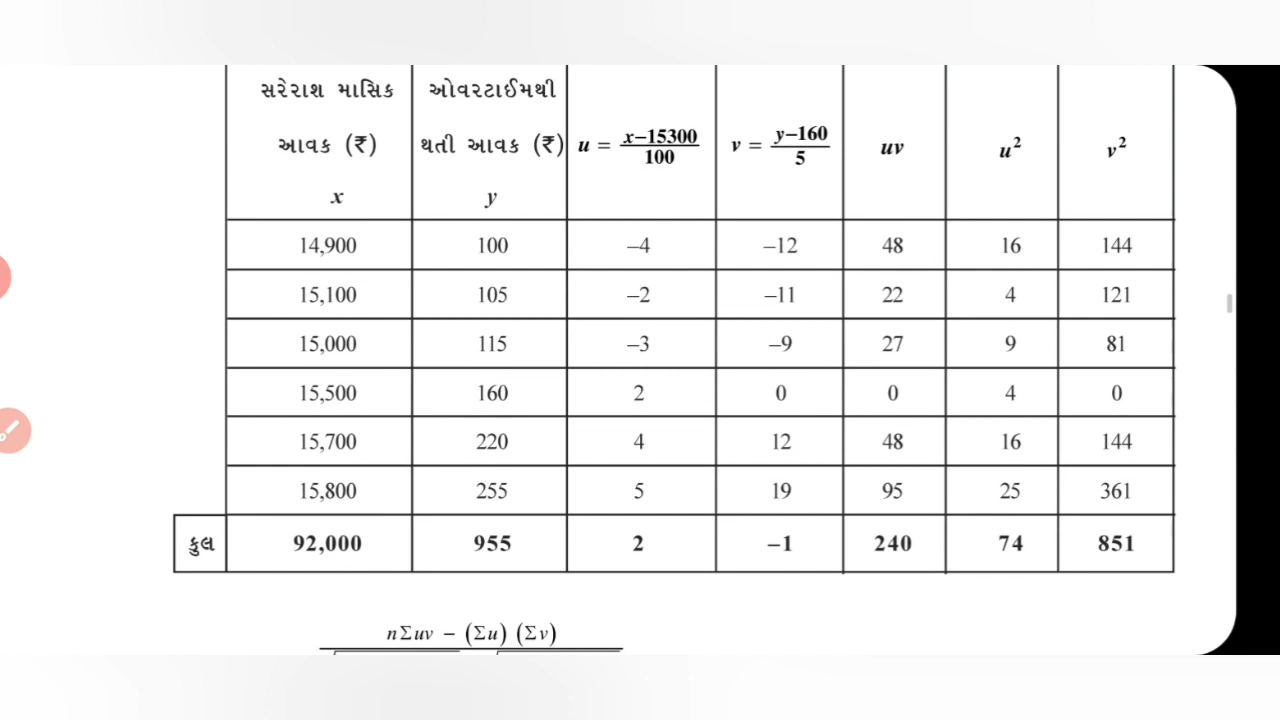 સરેરાશ માસિક આવક (₹) x | ઓવરટાઈમથી થતી આવક (₹) y | u = x–15300 / 100 | v = y–160 / 5 | uv | u² | v²
14,900 100 –4 –12 48 16 144
15,100 105 –2 –11 22 4 121
15,000 115 –3 –9 27 9 81
15,500 160 2 0 0 4 0
15,700 220 4 12 48 16 144
15,800 255 5 19 95 25 361
કુલ 92,000 955 2 –1 240 74 851
nΣuv – (Σu) (Σv)